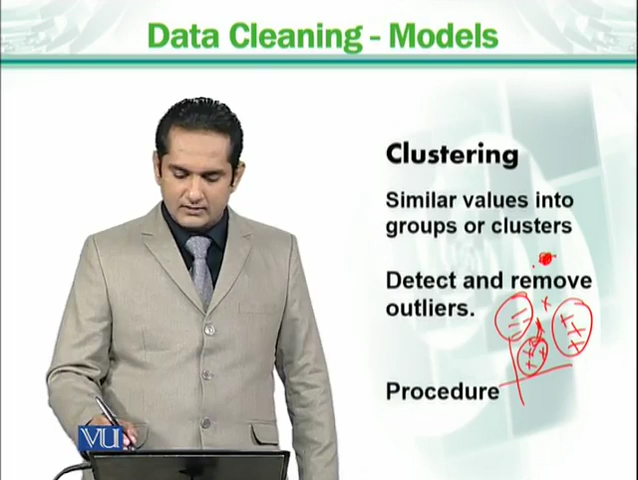 Data Cleaning - Models
Clustering
Similar values into
groups or clusters
Detect and remove
outliers.
Procedure
VU